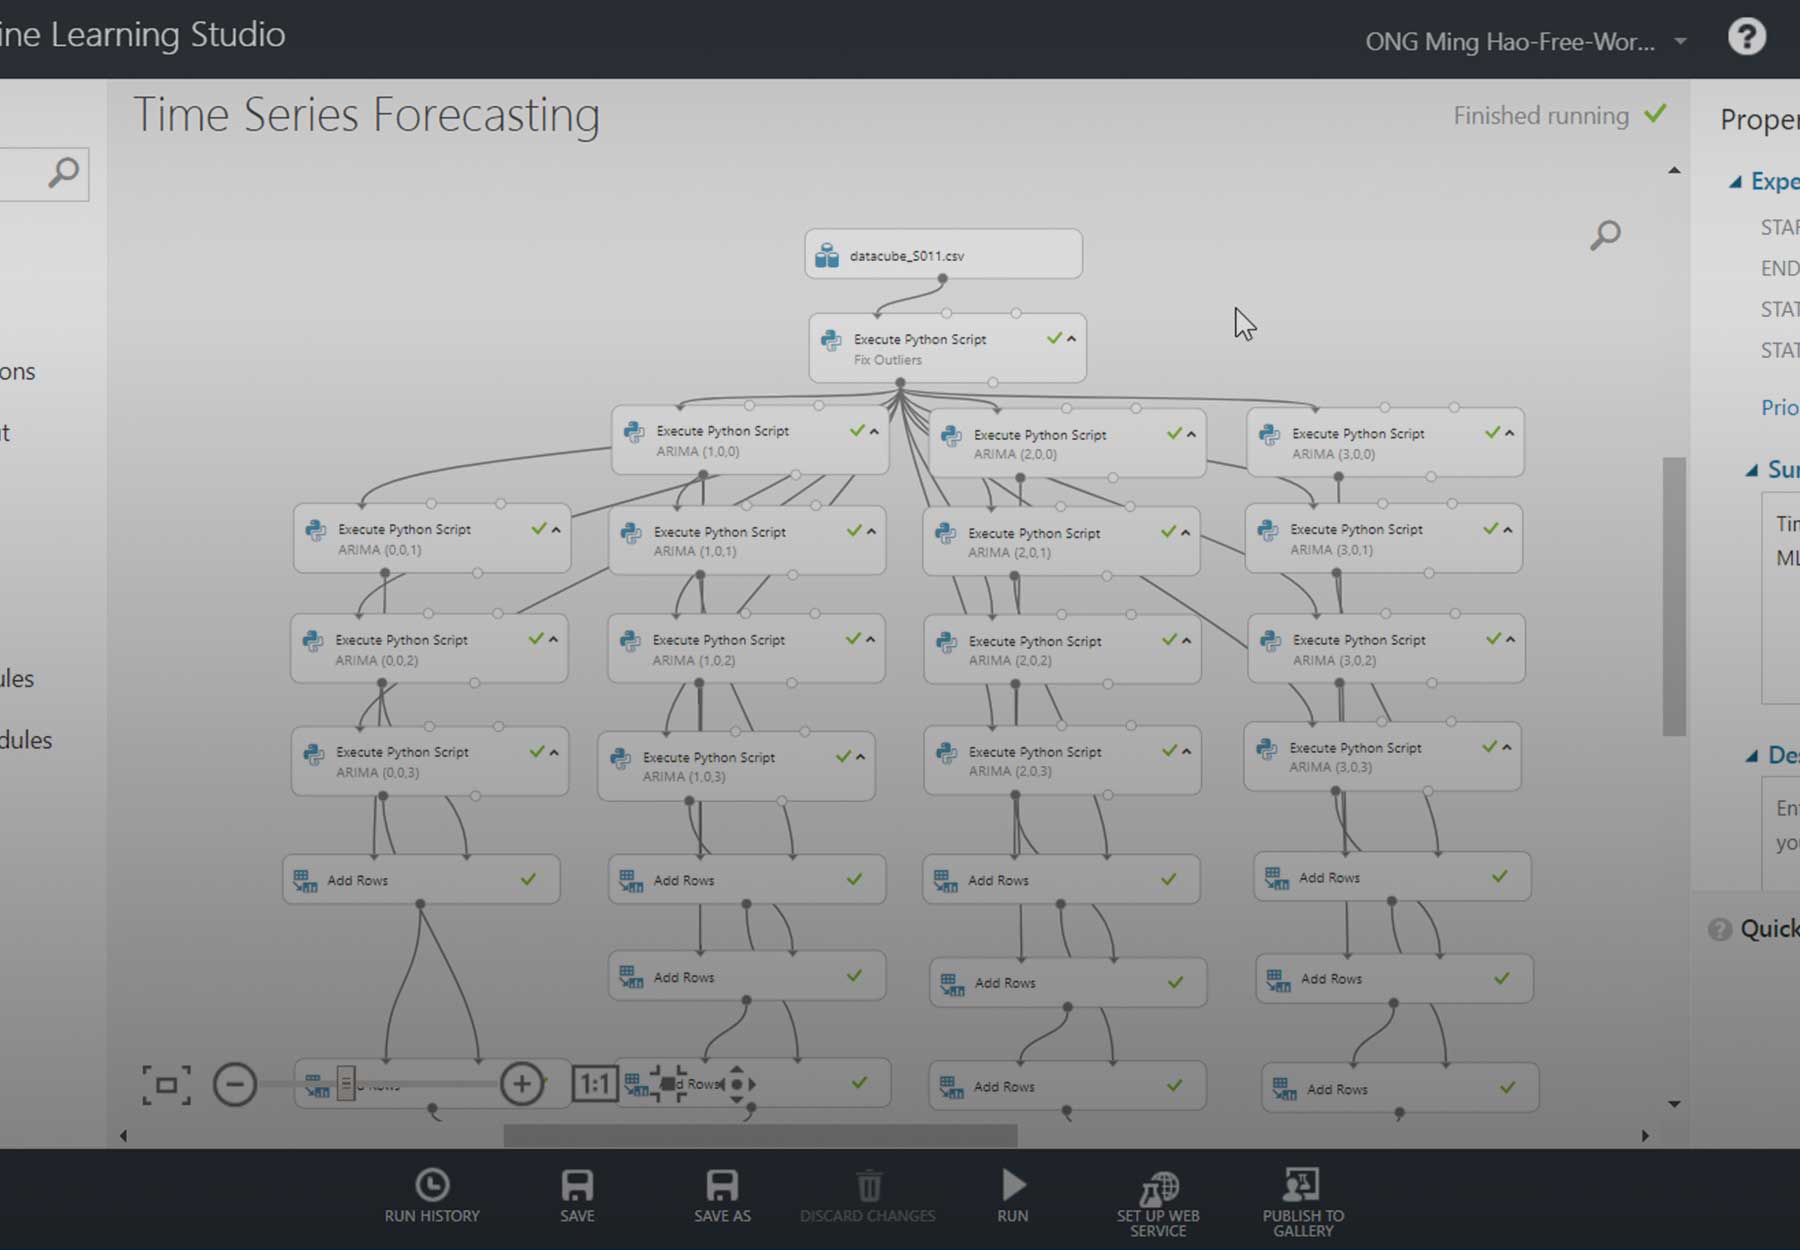 ine Learning Studio
ONG Ming Hao-Free-Wor...
?
Time Series Forecasting
Finished running
Proper
Expe
STAR
END
STAT
STAT
Prio
Sum
Tim
ML
Des
Ent
you
Quick
ons
t
ules
dules
datacube_S011.csv
Execute Python Script
Fix Outliers
Execute Python Script
ARIMA (1,0,0)
Execute Python Script
ARIMA (2,0,0)
Execute Python Script
ARIMA (3,0,0)
Execute Python Script
ARIMA (0,0,1)
Execute Python Script
ARIMA (1,0,1)
Execute Python Script
ARIMA (2,0,1)
Execute Python Script
ARIMA (3,0,1)
Execute Python Script
ARIMA (0,0,2)
Execute Python Script
ARIMA (1,0,2)
Execute Python Script
ARIMA (2,0,2)
Execute Python Script
ARIMA (3,0,2)
Execute Python Script
ARIMA (0,0,3)
Execute Python Script
ARIMA (1,0,3)
Execute Python Script
ARIMA (2,0,3)
Execute Python Script
ARIMA (3,0,3)
Add Rows
Add Rows
Add Rows
Add Rows
Add Rows
Add Rows
Add Rows
Rows
Add Rows
Add Rows
1:1
RUN HISTORY
SAVE
SAVE AS
DISCARD CHANGES
RUN
SET UP WEB
SERVICE
PUBLISH TO
GALLERY